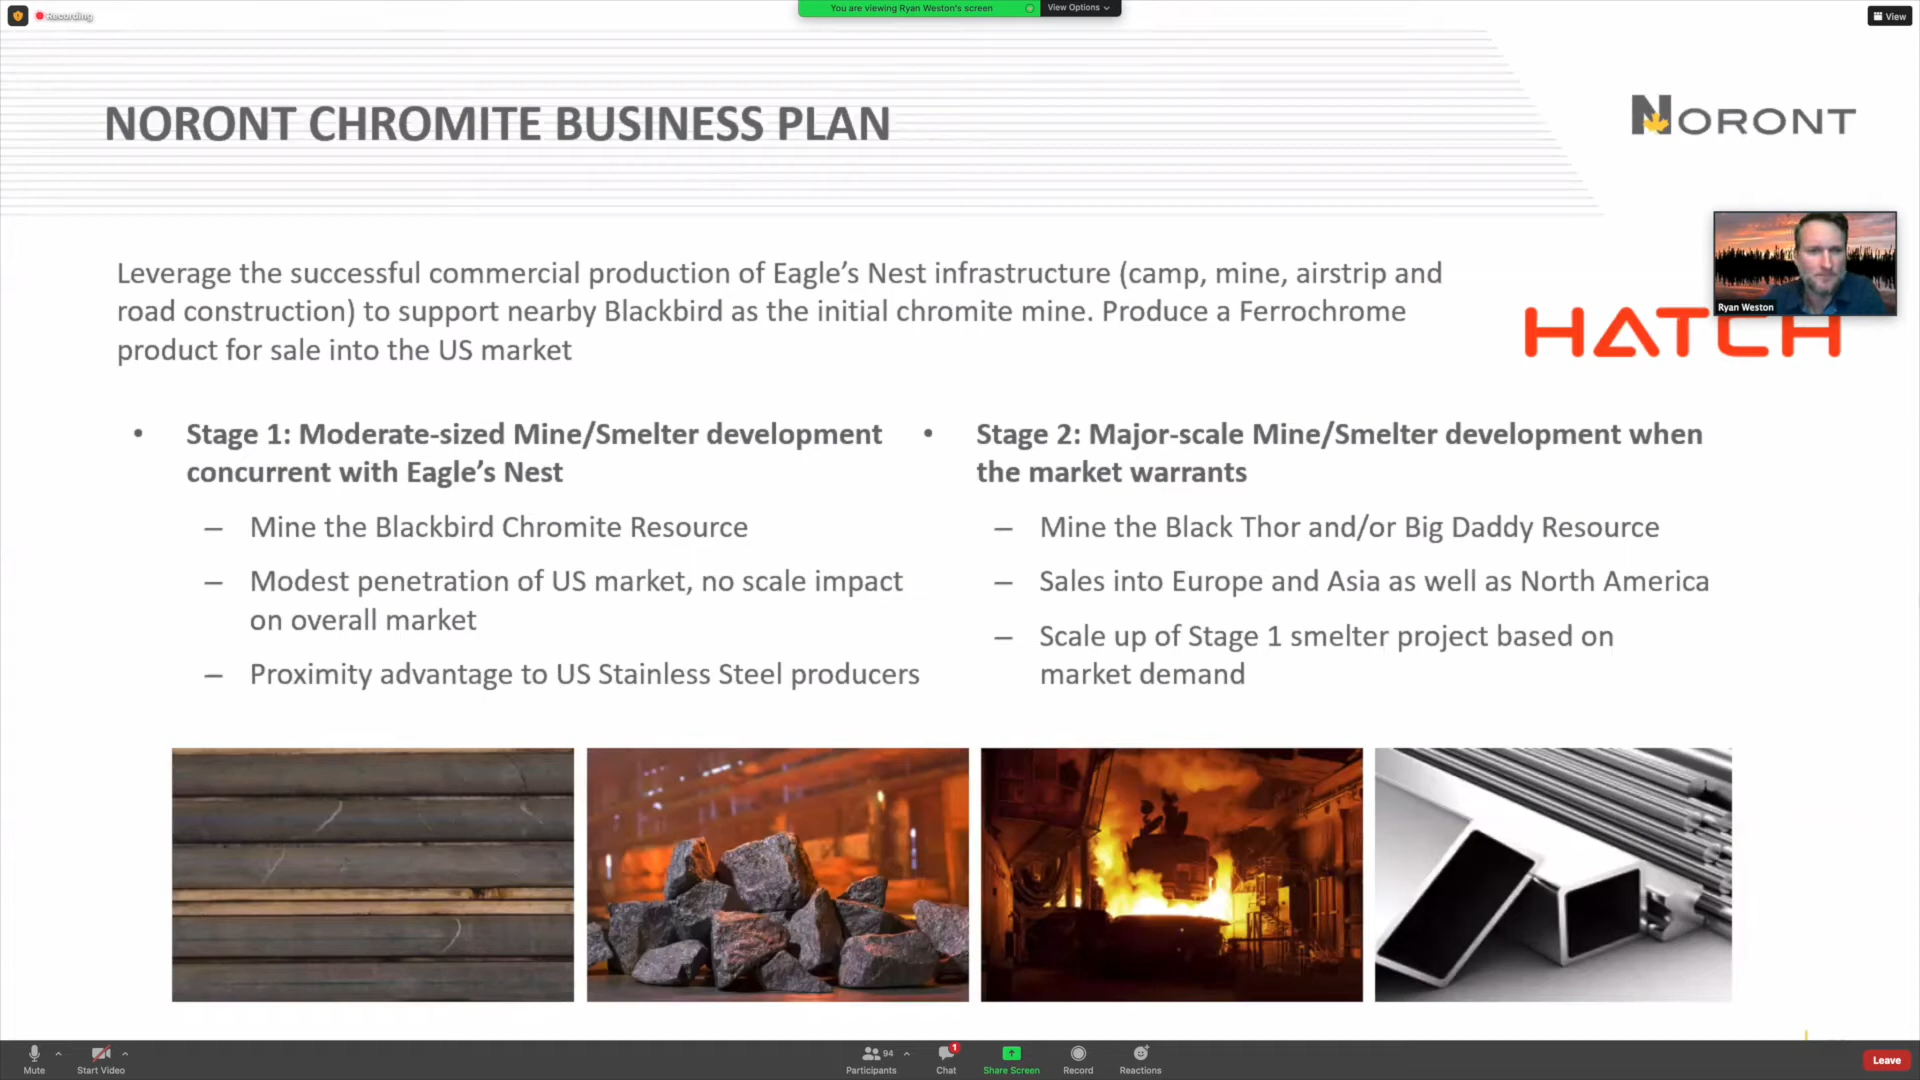 Recording
You are viewing Ryan Weston's screen
View Options
View
NORONT CHROMITE BUSINESS PLAN
NORONT
Ryan Weston
HATCH
Leverage the successful commercial production of Eagle's Nest infrastructure (camp, mine, airstrip and
road construction) to support nearby Blackbird as the initial chromite mine. Produce a Ferrochrome
product for sale into the US market
• Stage 1: Moderate-sized Mine/Smelter development
concurrent with Eagle's Nest
– Mine the Blackbird Chromite Resource
– Modest penetration of US market, no scale impact
on overall market
– Proximity advantage to US Stainless Steel producers
• Stage 2: Major-scale Mine/Smelter development when
the market warrants
– Mine the Black Thor and/or Big Daddy Resource
– Sales into Europe and Asia as well as North America
– Scale up of Stage 1 smelter project based on
market demand
Mute
Start Video
94
Participants
1
Chat
Share Screen
Record
Reactions
Leave